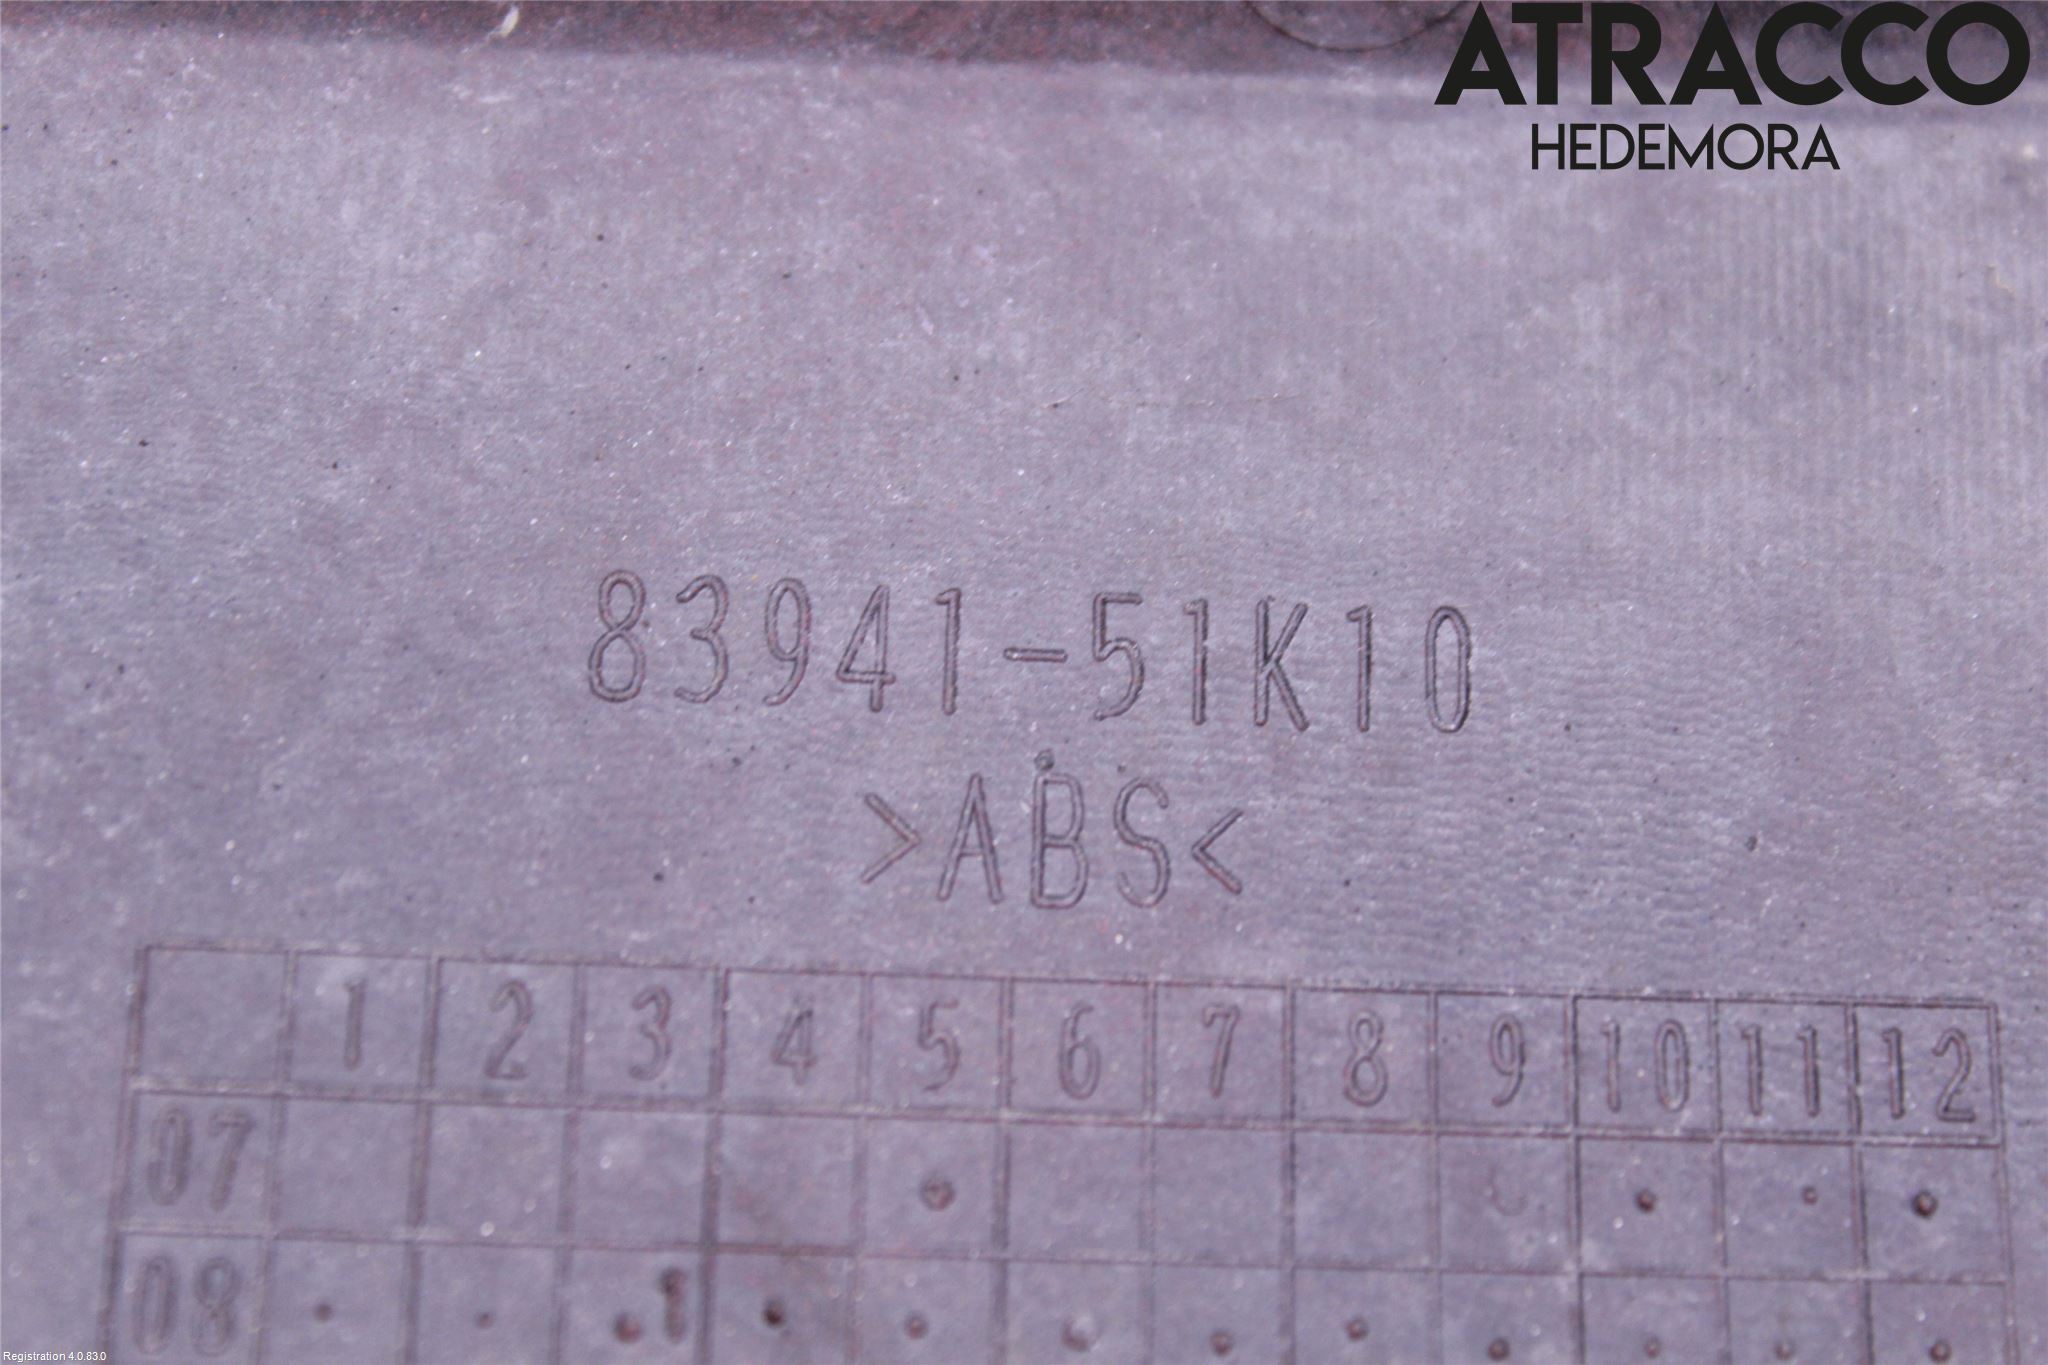 ATRACCO
HEDEMORA
83941-51K10
>ABS<
1 2 3 4 5 6 7 8 9 10 11 12
07
08 1
Registration 4.0.83.0